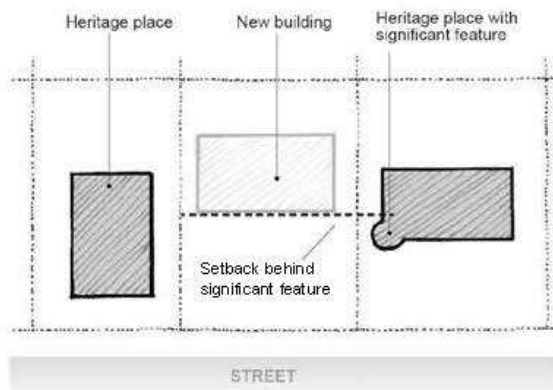 Heritage place
New building
Heritage place with
significant feature
Setback behind
significant feature
STREET